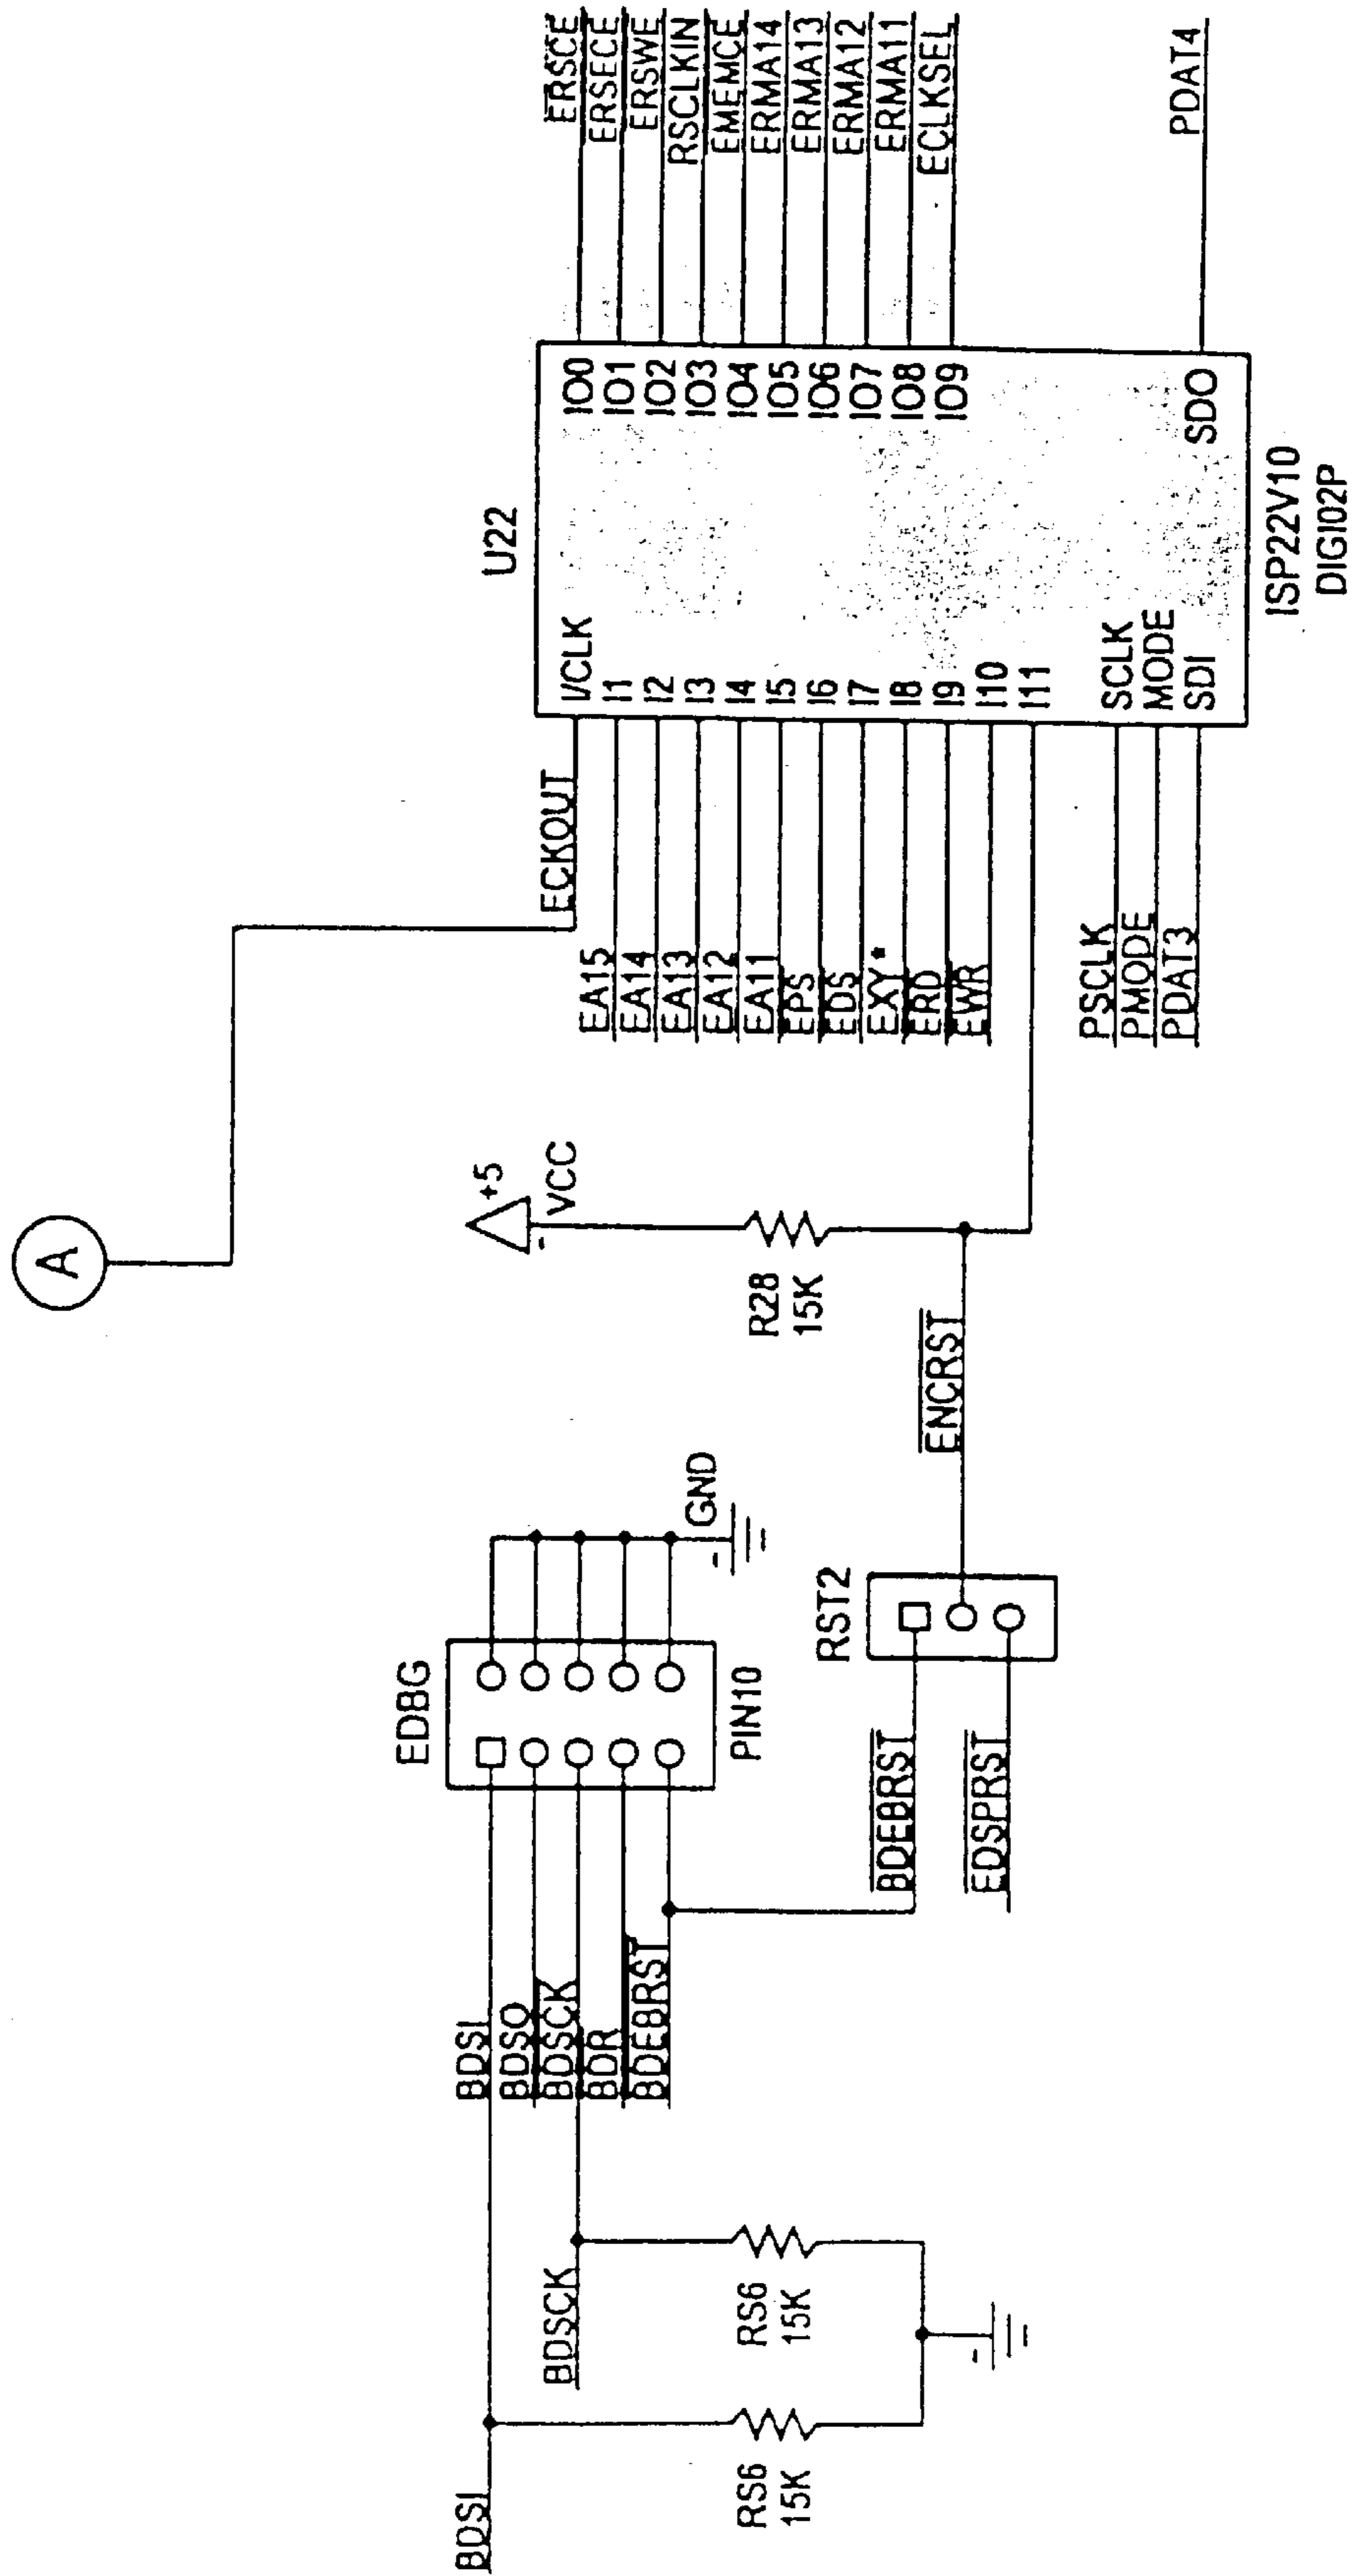 A
ECKOUT
U22
I/CLK
I1
I2
I3
I4
I5
I6
I7
I8
I9
I10
I11
SCLK
MODE
SDI
IO0
IO1
IO2
IO3
IO4
IO5
IO6
IO7
IO8
IO9
SDO
ISP22V10
DIGI02P
ERSCE
ERSECE
ERSWE
RSCLKIN
EMEMCE
ERMA14
ERMA13
ERMA12
ERMA11
ECLKSEL
PDAT4
EA15
EA14
EA13
EA12
EA11
EPS
EDS
EXY*
ERD
EWR
PSCLK
PMODE
PDAT3
+5
VCC
R28
15K
ENCRST
EDBG
GND
PIN10
RST2
BDEBRST
EDSPRST
BDSI
BDSO
BDSCK
BDR
BDEBRST
BDSI
BDSCK
RS6
15K
RS6
15K